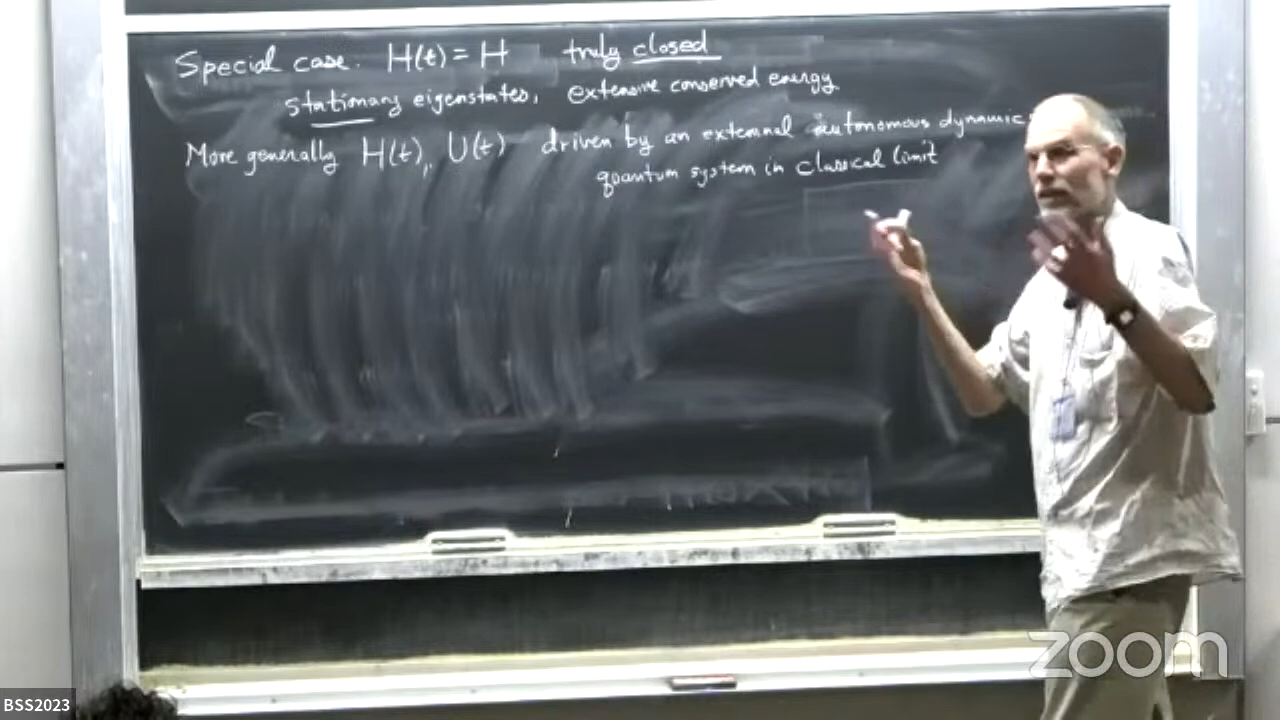 Special case. H(t) = H truly closed
stationary eigenstates, extensive conserved energy
More generally H(t), U(t) driven by an external autonomous dynamic
quantum system in classical limit
zoom
BSS2023